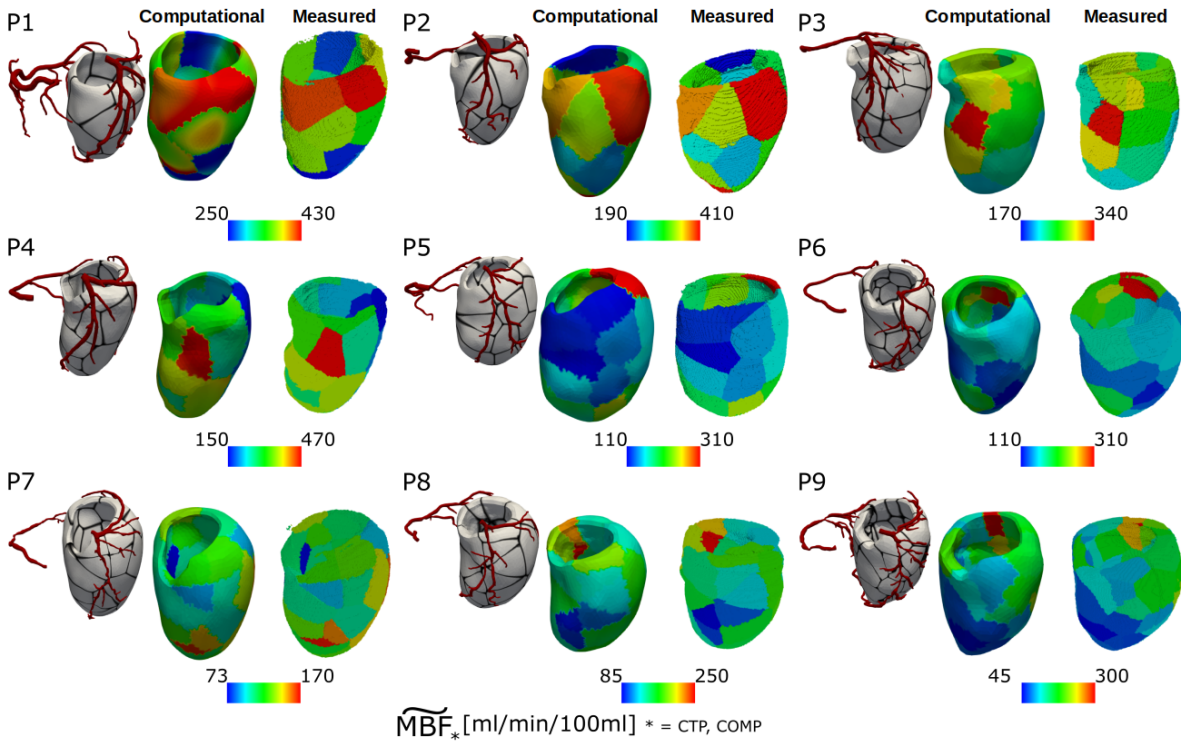 P1 Computational Measured
P2 Computational Measured
P3 Computational Measured
250 430
190 410
170 340
P4
P5
P6
150 470
110 310
110 310
P7
P8
P9
73 170
85 250
45 300
MBF* [ml/min/100ml] * = CTP, COMP